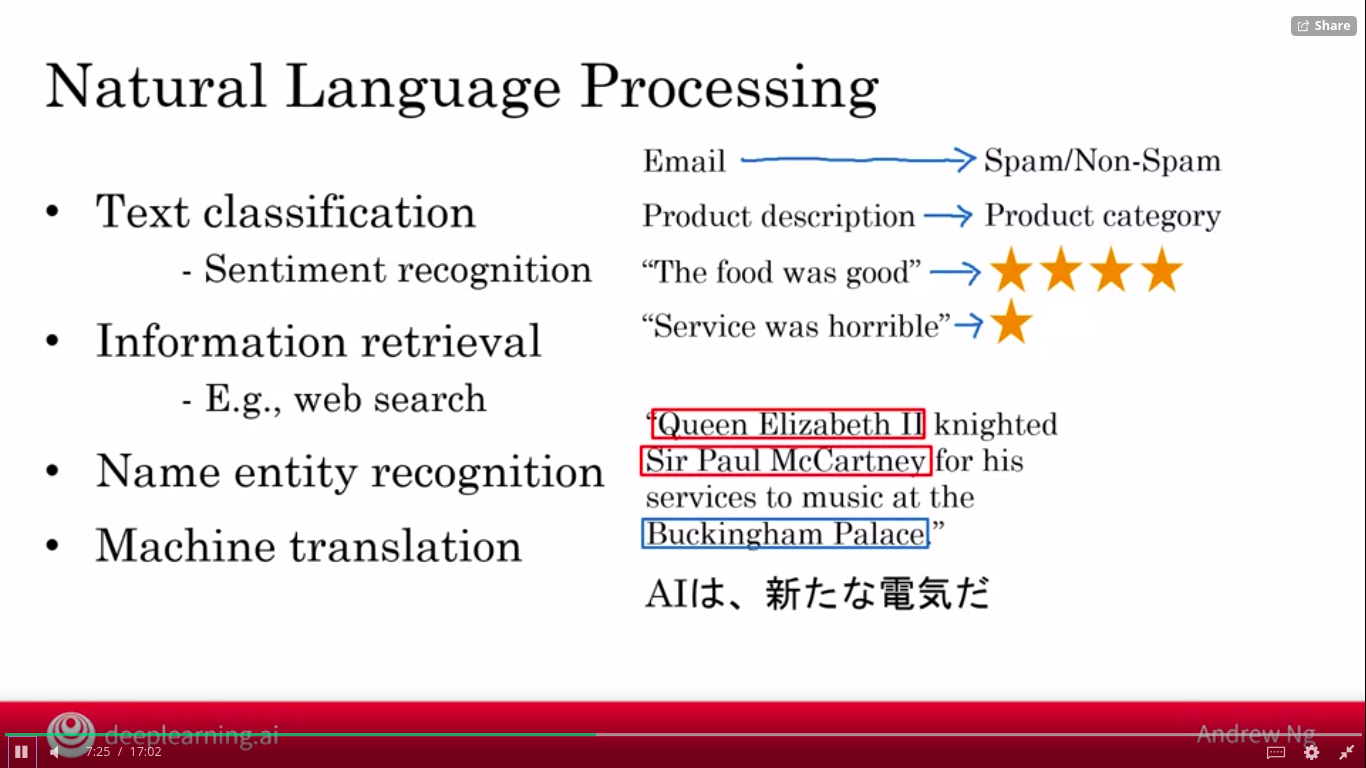 Share
Natural Language Processing
• Text classification
- Sentiment recognition
• Information retrieval
- E.g., web search
• Name entity recognition
• Machine translation
Email → Spam/Non-Spam
Product description → Product category
“The food was good” → ★★★★
“Service was horrible” → ★
“Queen Elizabeth II knighted
Sir Paul McCartney for his
services to music at the
Buckingham Palace.”
AIは、新たな電気だ
deeplearning.ai
Andrew Ng
7:25 / 17:02